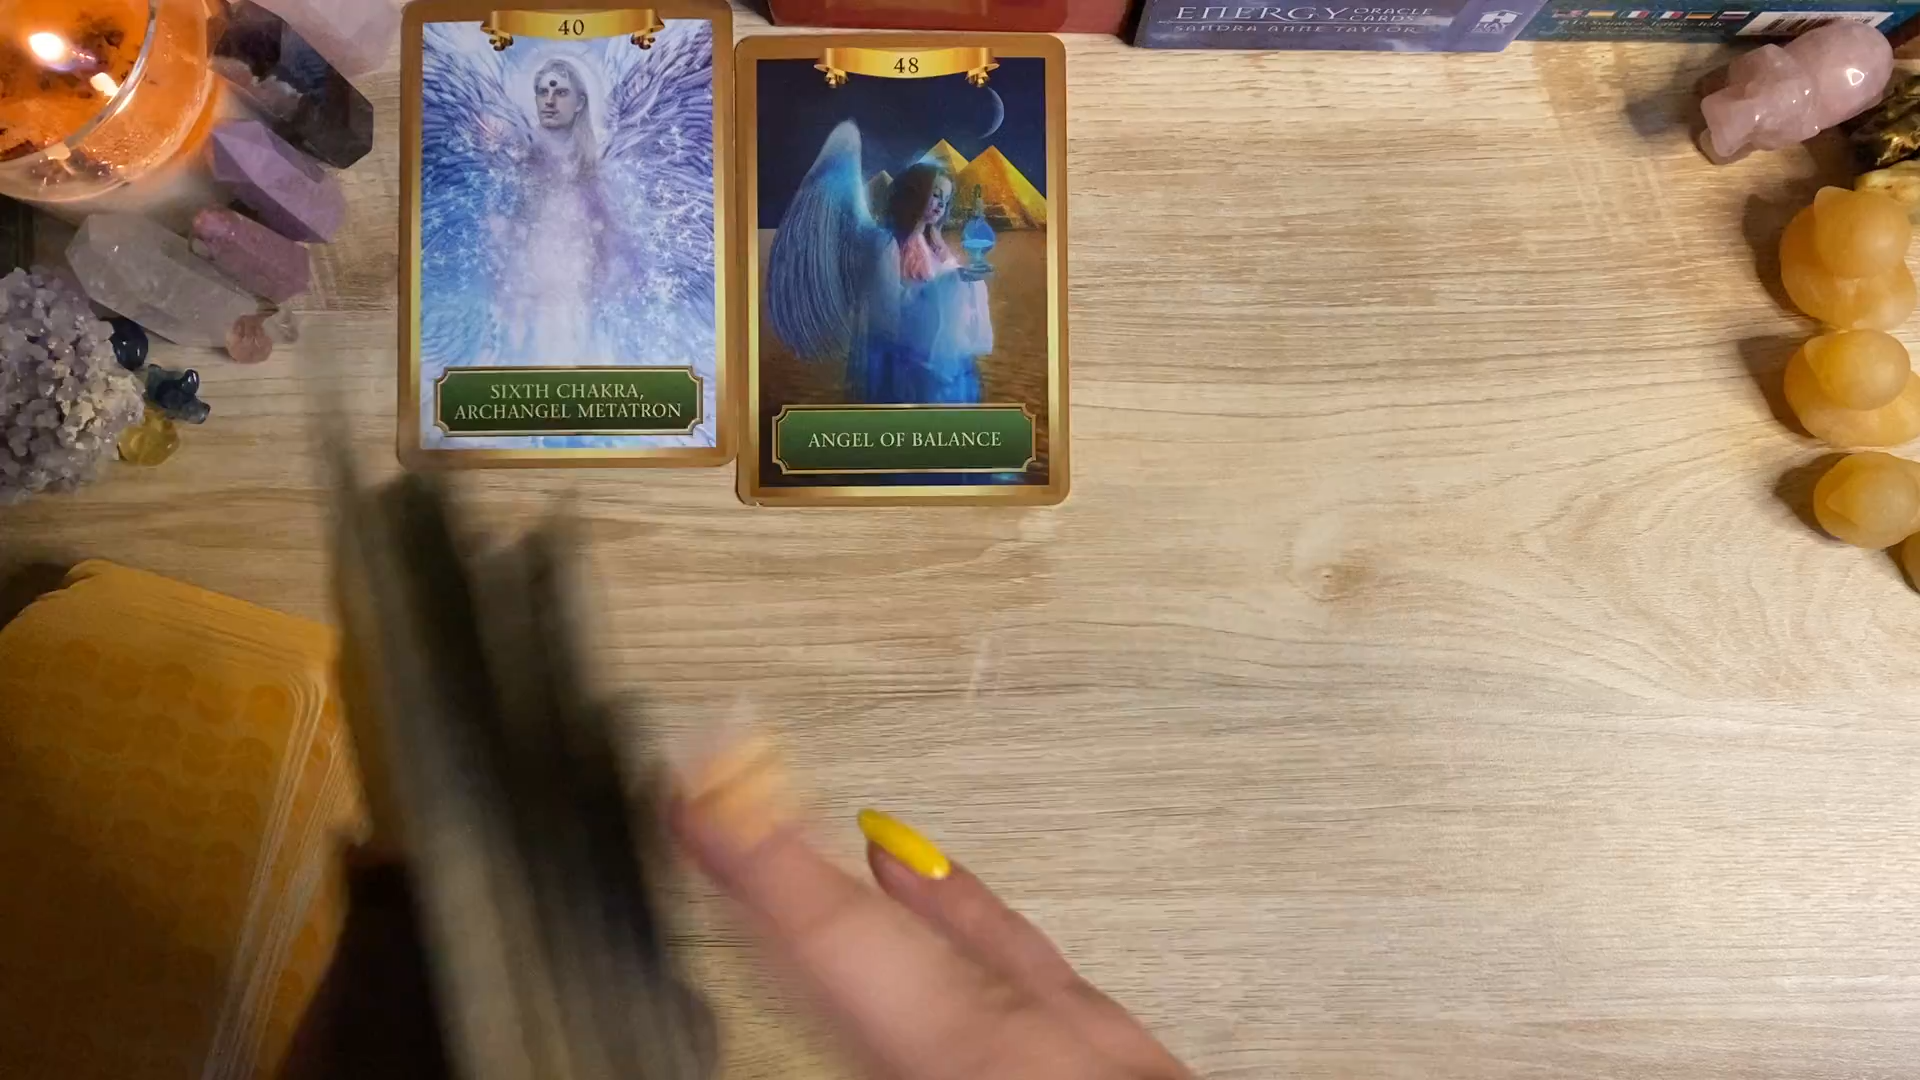 40
SIXTH CHAKRA,
ARCHANGEL METATRON
48
ANGEL OF BALANCE
ENERGY ORACLE
CARDS
SANDRA ANNE TAYLOR